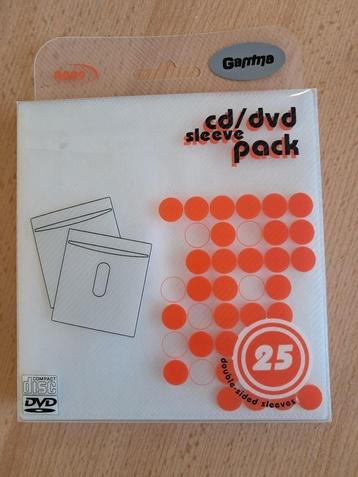 Gamma
cd/dvd
sleeve
pack
25
double-sided sleeves
COMPACT
disc
DVD